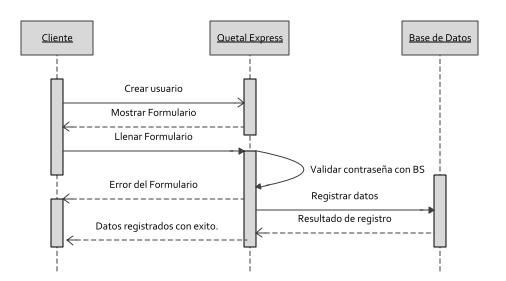 Cliente
Quetal Express
Base de Datos
Crear usuario
Mostrar Formulario
Llenar Formulario
Validar contraseña con BS
Error del Formulario
Registrar datos
Resultado de registro
Datos registrados con exito.